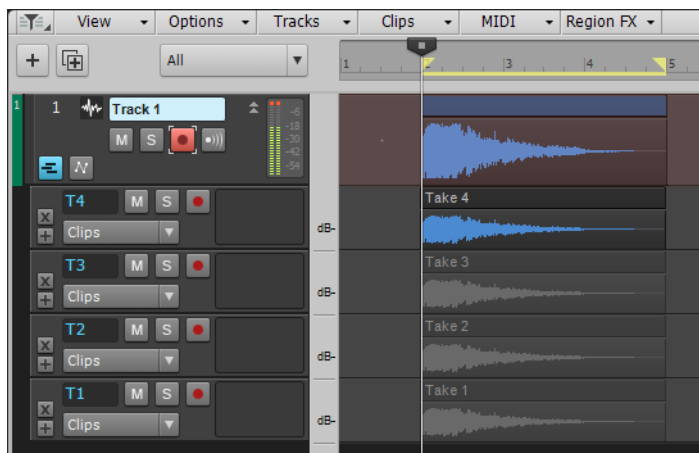 View Options Tracks Clips MIDI Region FX
All
1 2 3 4 5
1 1 Track 1
M S
-6
-18
-30
-42
-54
T4 M S Take 4
Clips dB-
T3 M S Take 3
Clips dB-
T2 M S Take 2
Clips dB-
T1 M S Take 1
Clips dB-